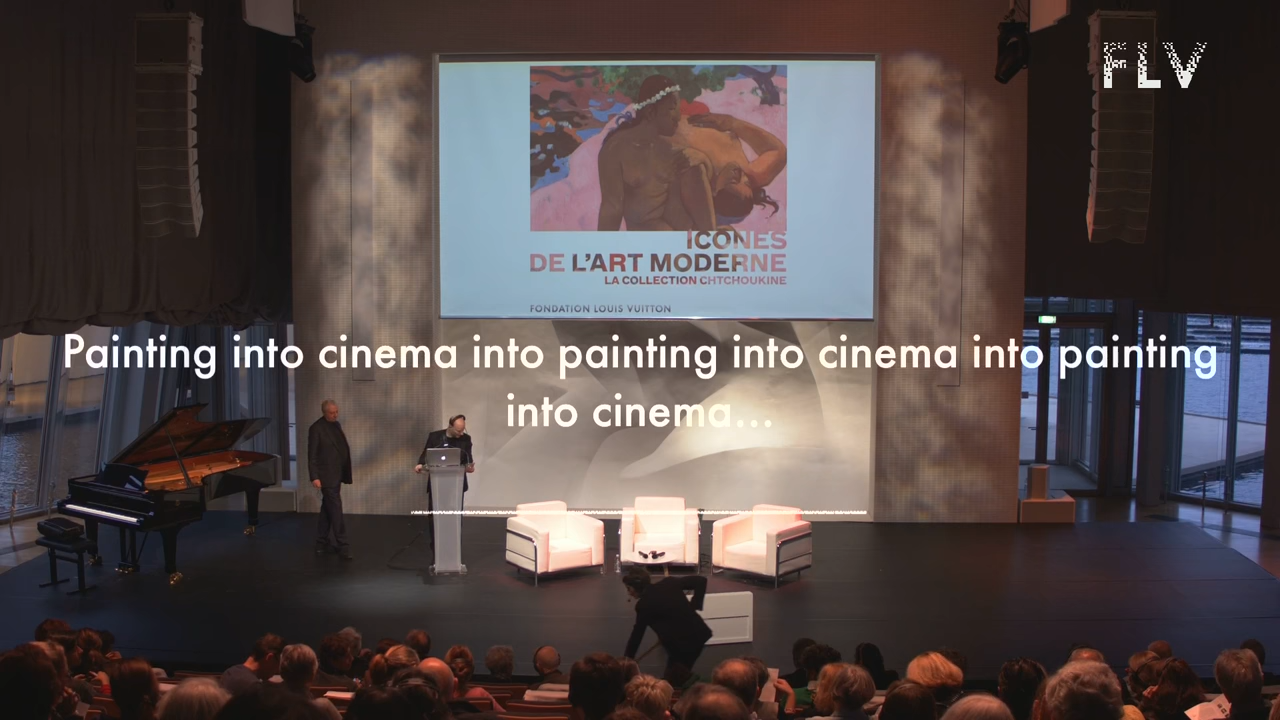 FLV
ICONES
DE L'ART MODERNE
LA COLLECTION CHTCHOUKINE
FONDATION LOUIS VUITTON
Painting into cinema into painting into cinema into painting
into cinema...